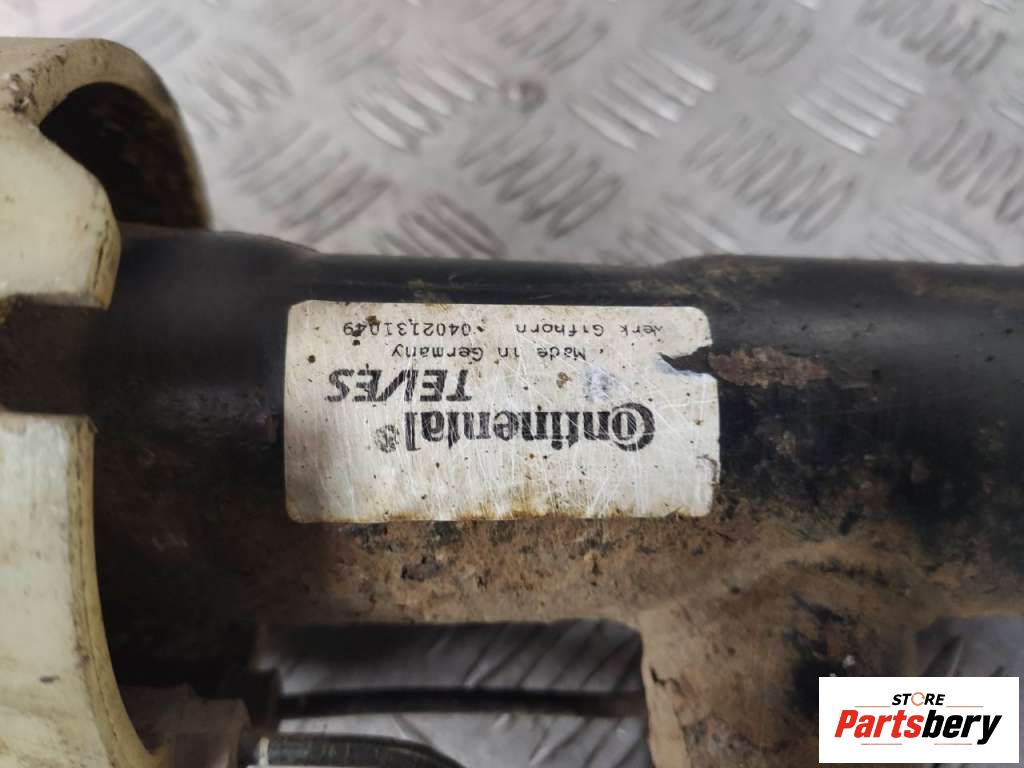 Continental®
TEVES
Made in Germany
Werk Gifhorn 0402131049
STORE
Partsbery